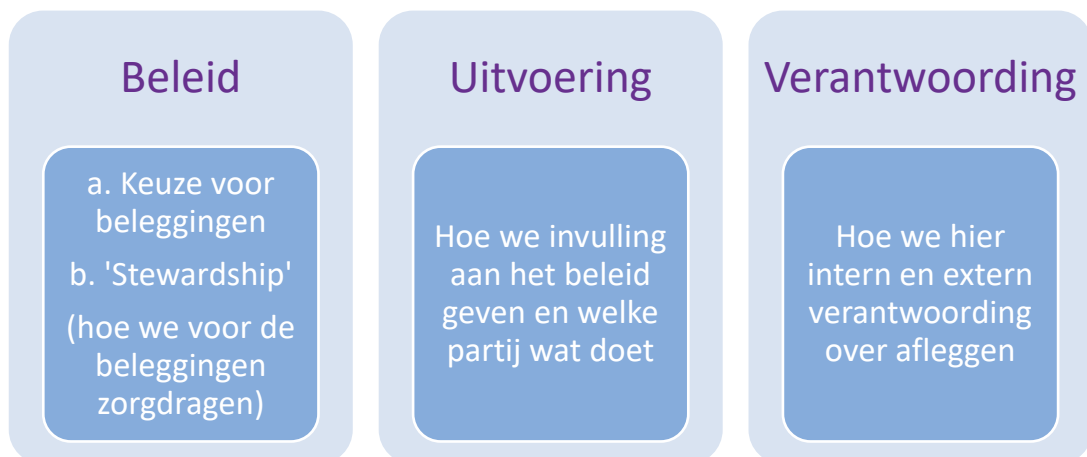 Beleid
a. Keuze voor
beleggingen
b. 'Stewardship'
(hoe we voor de
beleggingen
zorgdragen)
Uitvoering
Hoe we invulling
aan het beleid
geven en welke
partij wat doet
Verantwoording
Hoe we hier
intern en extern
verantwoording
over afleggen